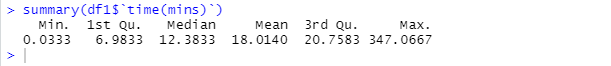 > summary(df1$`time(mins)`)
Min. 1st Qu. Median Mean 3rd Qu. Max.
0.0333 6.9833 12.3833 18.0140 20.7583 347.0667
>